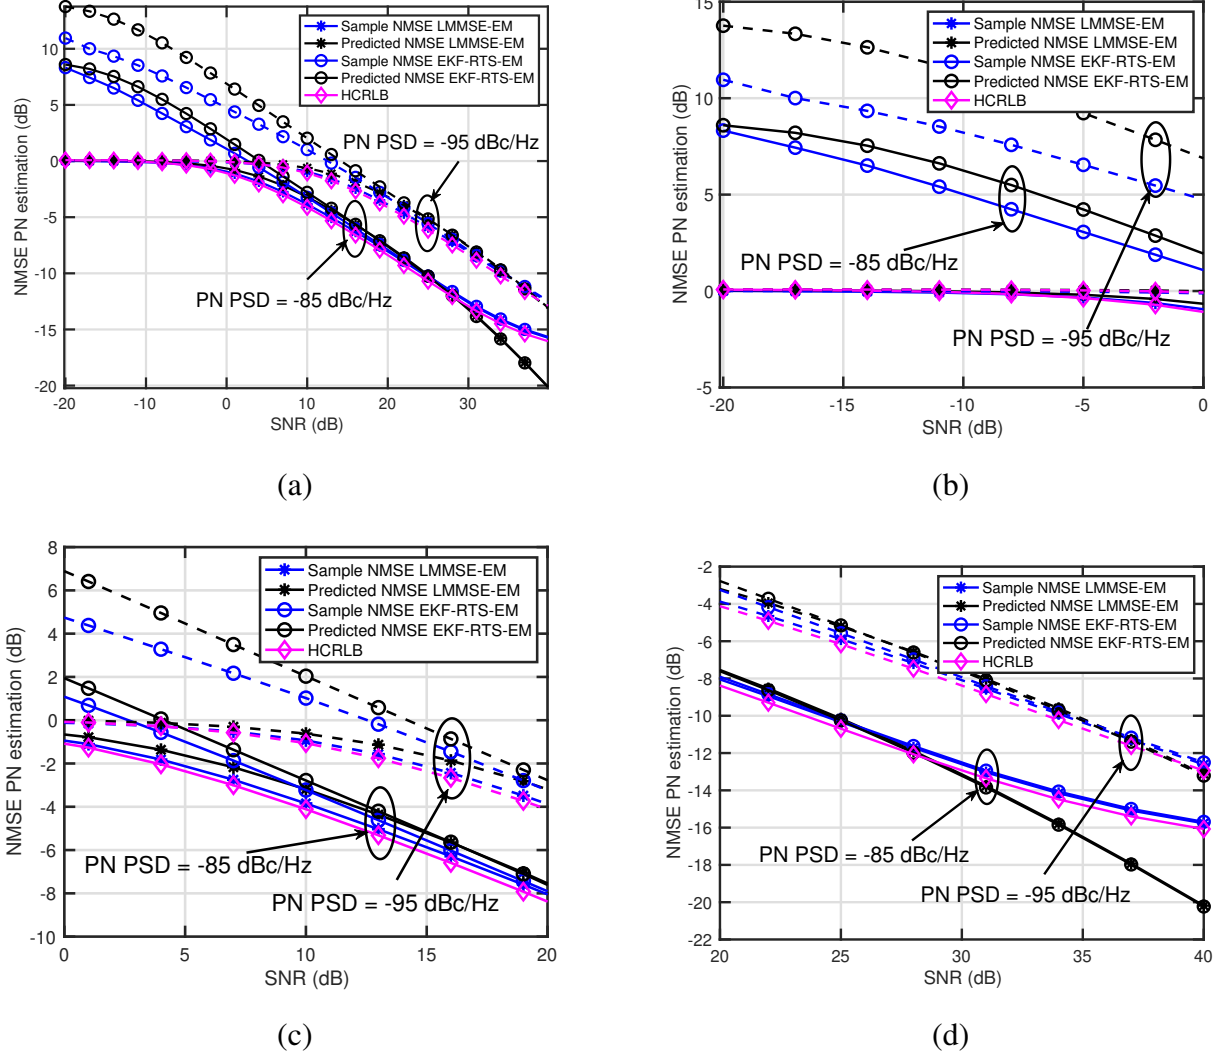 10
5
0
-5
-10
-15
-20
-20
-10
0
10
20
30
NMSE PN estimation (dB)
SNR (dB)
Sample NMSE LMMSE-EM
Predicted NMSE LMMSE-EM
Sample NMSE EKF-RTS-EM
Predicted NMSE EKF-RTS-EM
HCRLB
PN PSD = -95 dBc/Hz
PN PSD = -85 dBc/Hz
(a)
15
10
5
0
-5
-20
-15
-10
-5
0
NMSE PN estimation (dB)
SNR (dB)
Sample NMSE LMMSE-EM
Predicted NMSE LMMSE-EM
Sample NMSE EKF-RTS-EM
Predicted NMSE EKF-RTS-EM
HCRLB
PN PSD = -85 dBc/Hz
PN PSD = -95 dBc/Hz
(b)
8
6
4
2
0
-2
-4
-6
-8
-10
0
5
10
15
20
NMSE PN estimation (dB)
SNR (dB)
Sample NMSE LMMSE-EM
Predicted NMSE LMMSE-EM
Sample NMSE EKF-RTS-EM
Predicted NMSE EKF-RTS-EM
HCRLB
PN PSD = -85 dBc/Hz
PN PSD = -95 dBc/Hz
(c)
-2
-4
-6
-8
-10
-12
-14
-16
-18
-20
-22
20
25
30
35
40
NMSE PN estimation (dB)
SNR (dB)
Sample NMSE LMMSE-EM
Predicted NMSE LMMSE-EM
Sample NMSE EKF-RTS-EM
Predicted NMSE EKF-RTS-EM
HCRLB
PN PSD = -85 dBc/Hz
PN PSD = -95 dBc/Hz
(d)